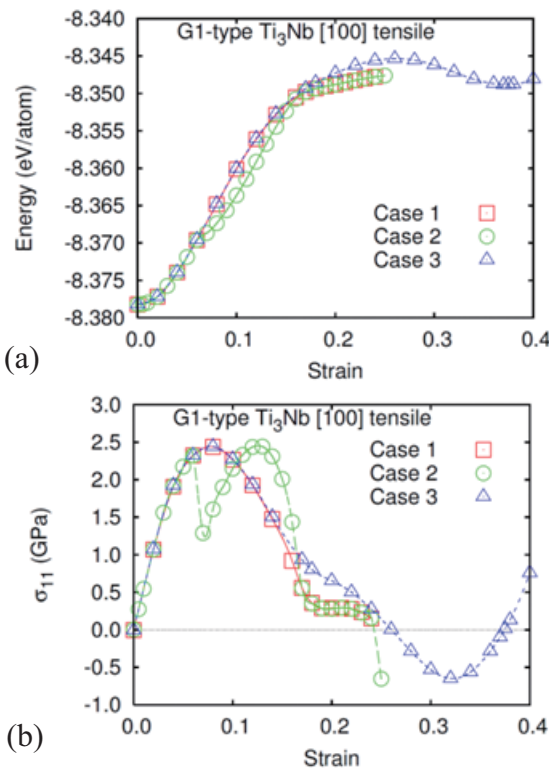 G1-type Ti3Nb [100] tensile
-8.340
-8.345
-8.350
-8.355
-8.360
-8.365
-8.370
-8.375
-8.380
Energy (eV/atom)
Case 1
Case 2
Case 3
0.0 0.1 0.2 0.3 0.4
Strain
(a)
G1-type Ti3Nb [100] tensile
3.0
2.5
2.0
1.5
1.0
0.5
0.0
-0.5
-1.0
σ11 (GPa)
Case 1
Case 2
Case 3
0.0 0.1 0.2 0.3 0.4
Strain
(b)